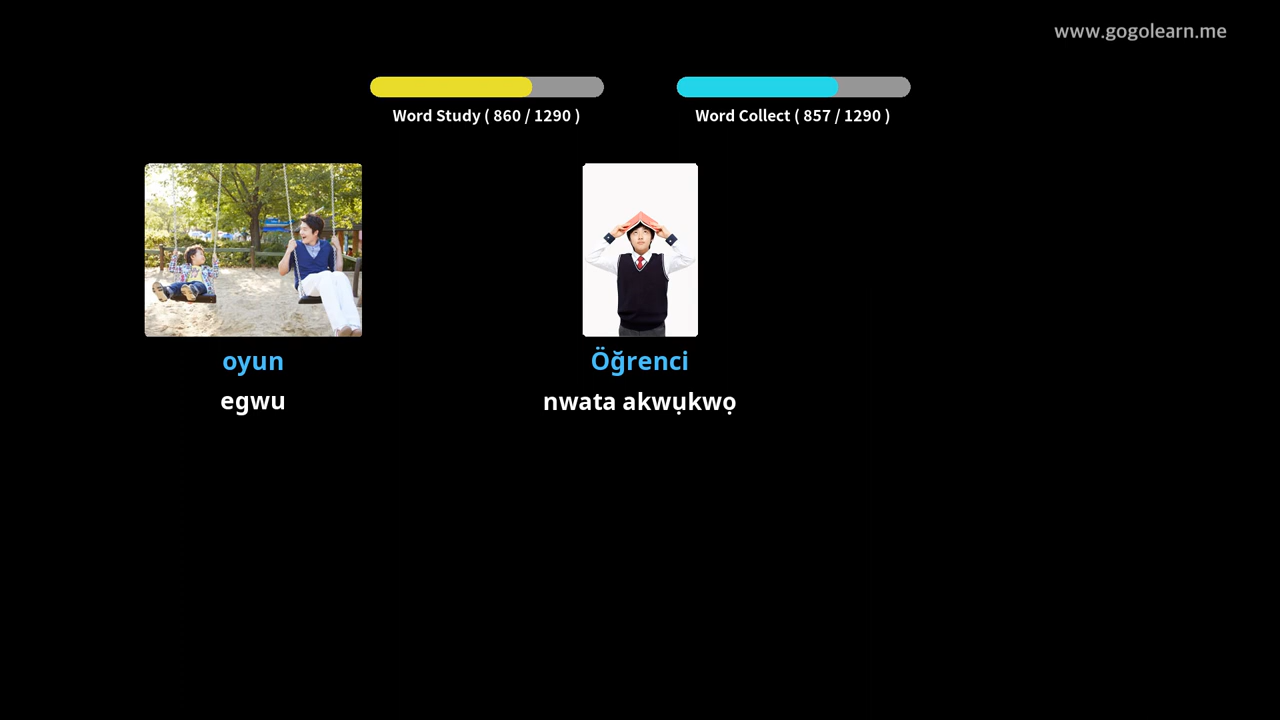 www.gogolearn.me
Word Study ( 860 / 1290 )
Word Collect ( 857 / 1290 )
oyun
egwu
Öğrenci
nwata akwụkwọ